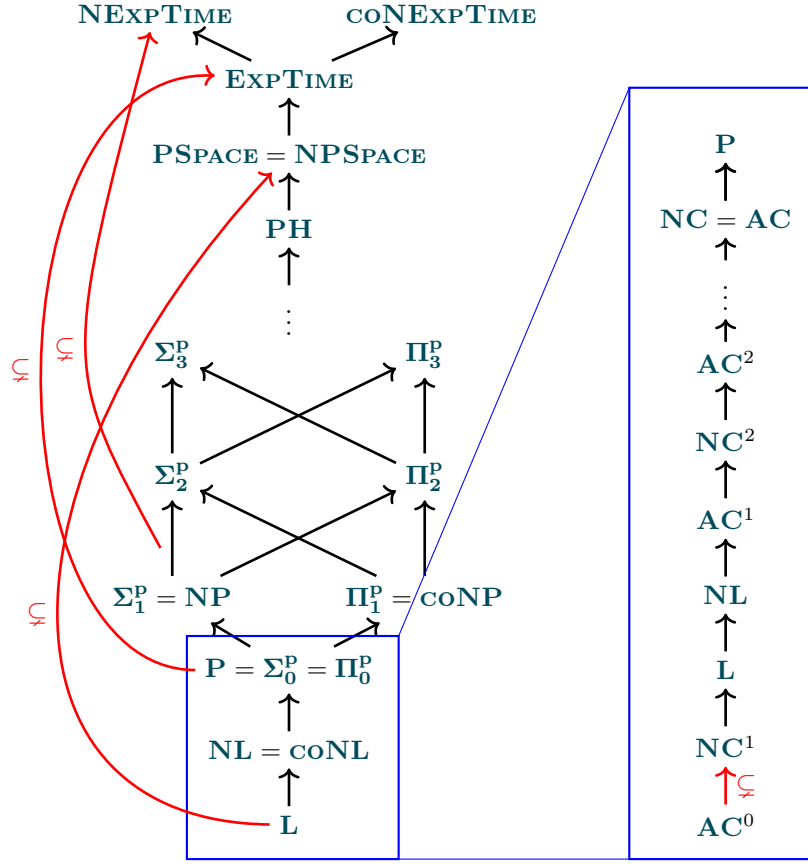 NEXPTIME coNEXPTIME
EXPTIME
PSPACE = NPSPACE
PH
⋮
Σ₃ᵖ Π₃ᵖ
⊊ ⊊
Σ₂ᵖ Π₂ᵖ
Σ₁ᵖ = NP Π₁ᵖ = coNP
⊊
P = Σ₀ᵖ = Π₀ᵖ
NL = coNL
L
P
NC = AC
⋮
AC²
NC²
AC¹
NL
L
NC¹
⊊
AC⁰